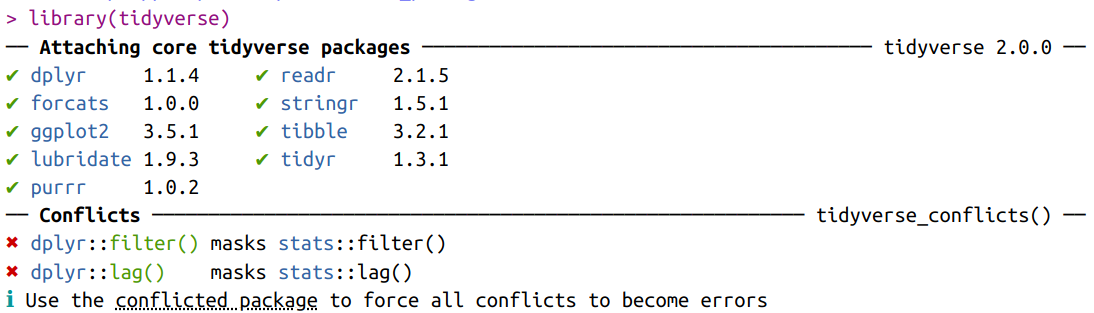 > library(tidyverse)
── Attaching core tidyverse packages ──────────────────────────────────────── tidyverse 2.0.0 ──
✔ dplyr     1.1.4     ✔ readr     2.1.5
✔ forcats   1.0.0     ✔ stringr   1.5.1
✔ ggplot2   3.5.1     ✔ tibble    3.2.1
✔ lubridate 1.9.3     ✔ tidyr     1.3.1
✔ purrr     1.0.2
── Conflicts ────────────────────────────────────────────────────────── tidyverse_conflicts() ──
✖ dplyr::filter() masks stats::filter()
✖ dplyr::lag()    masks stats::lag()
ℹ Use the conflicted package to force all conflicts to become errors